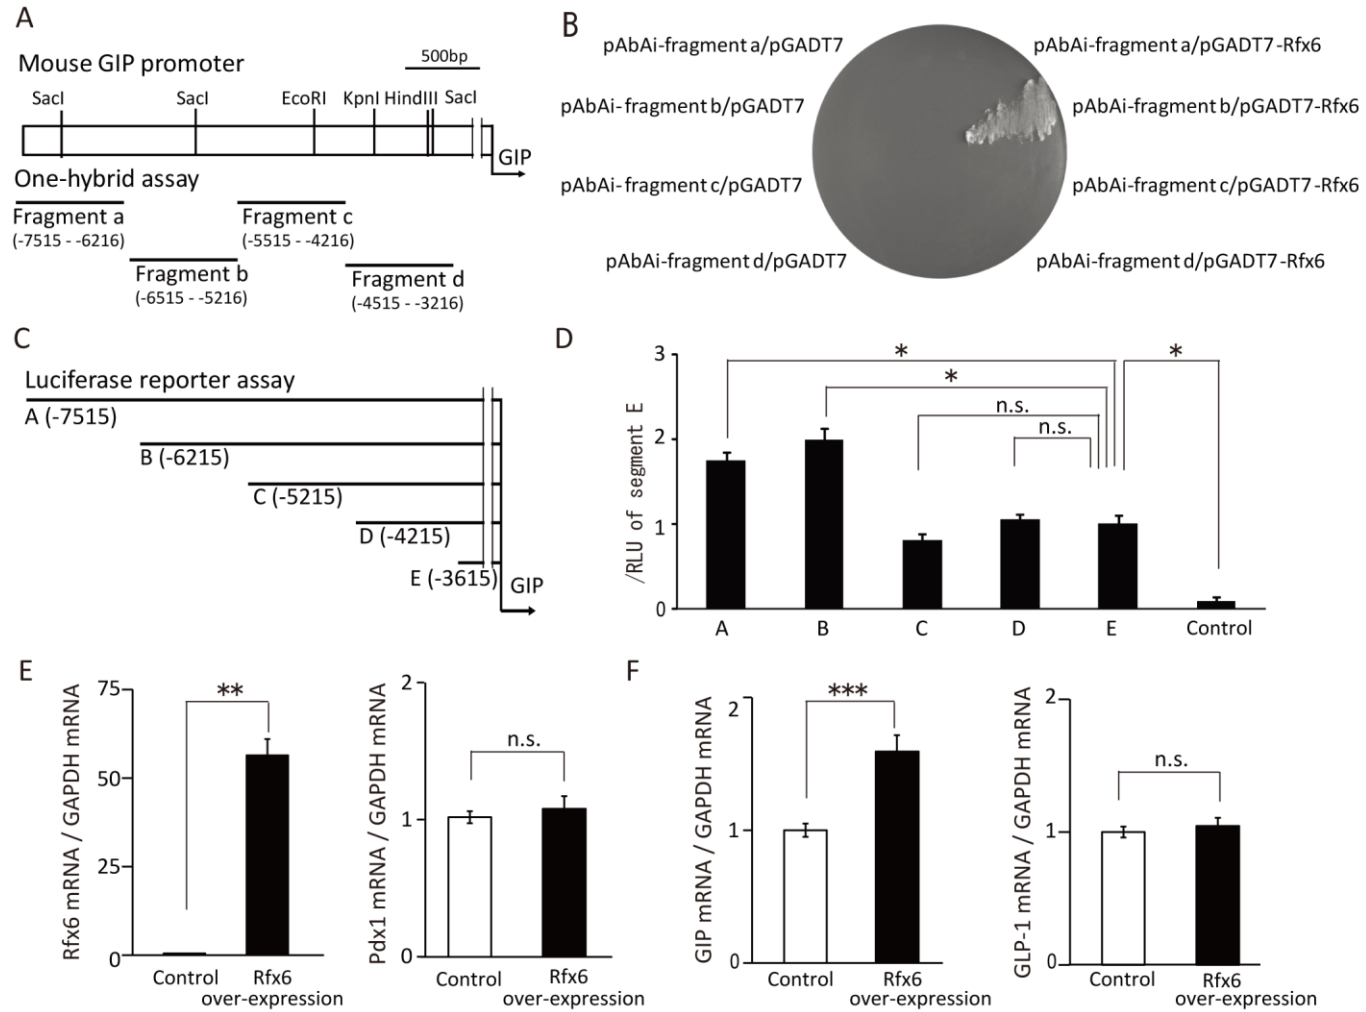 A
Mouse GIP promoter
500bp
SacI SacI EcoRI KpnI HindIII SacI
GIP
One-hybrid assay
Fragment a
(-7515 - -6216)
Fragment b
(-6515 - -5216)
Fragment c
(-5515 - -4216)
Fragment d
(-4515 - -3216)
B
pAbAi-fragment a/pGADT7
pAbAi-fragment b/pGADT7
pAbAi-fragment c/pGADT7
pAbAi-fragment d/pGADT7
pAbAi-fragment a/pGADT7-Rfx6
pAbAi-fragment b/pGADT7-Rfx6
pAbAi-fragment c/pGADT7-Rfx6
pAbAi-fragment d/pGADT7-Rfx6
C
Luciferase reporter assay
A (-7515)
B (-6215)
C (-5215)
D (-4215)
E (-3615)
GIP
D
/RLU of segment E
3
2
1
0
*
*
n.s.
n.s.
*
A B C D E Control
E
Rfx6 mRNA / GAPDH mRNA
75
50
25
0
**
Control Rfx6
over-expression
Pdx1 mRNA / GAPDH mRNA
2
1
0
n.s.
Control Rfx6
over-expression
F
GIP mRNA / GAPDH mRNA
2
1
0
***
Control Rfx6
over-expression
GLP-1 mRNA / GAPDH mRNA
2
1
0
n.s.
Control Rfx6
over-expression